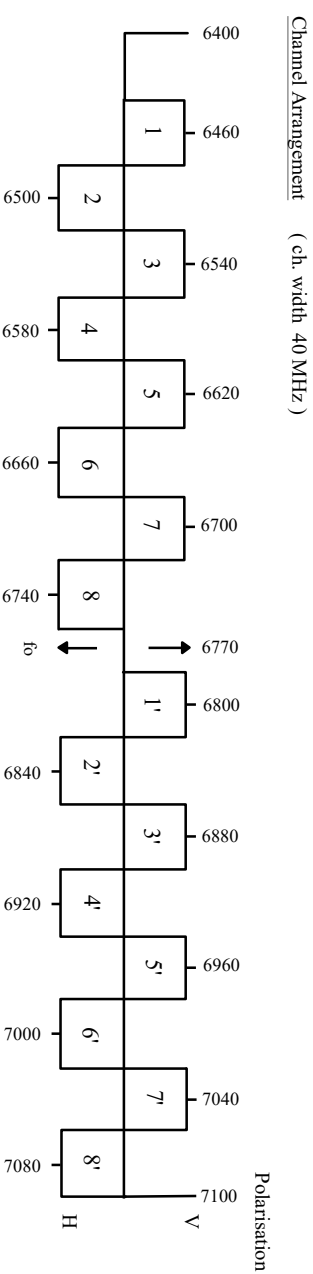 Channel Arrangement ( ch. width 40 MHz )
Polarisation
6400 6460 6540 6620 6700 6770 6800 6880 6960 7040 7100 V
1 3 5 7 1' 3' 5' 7'
2 4 6 8 2' 4' 6' 8'
6500 6580 6660 6740 fo 6840 6920 7000 7080 H